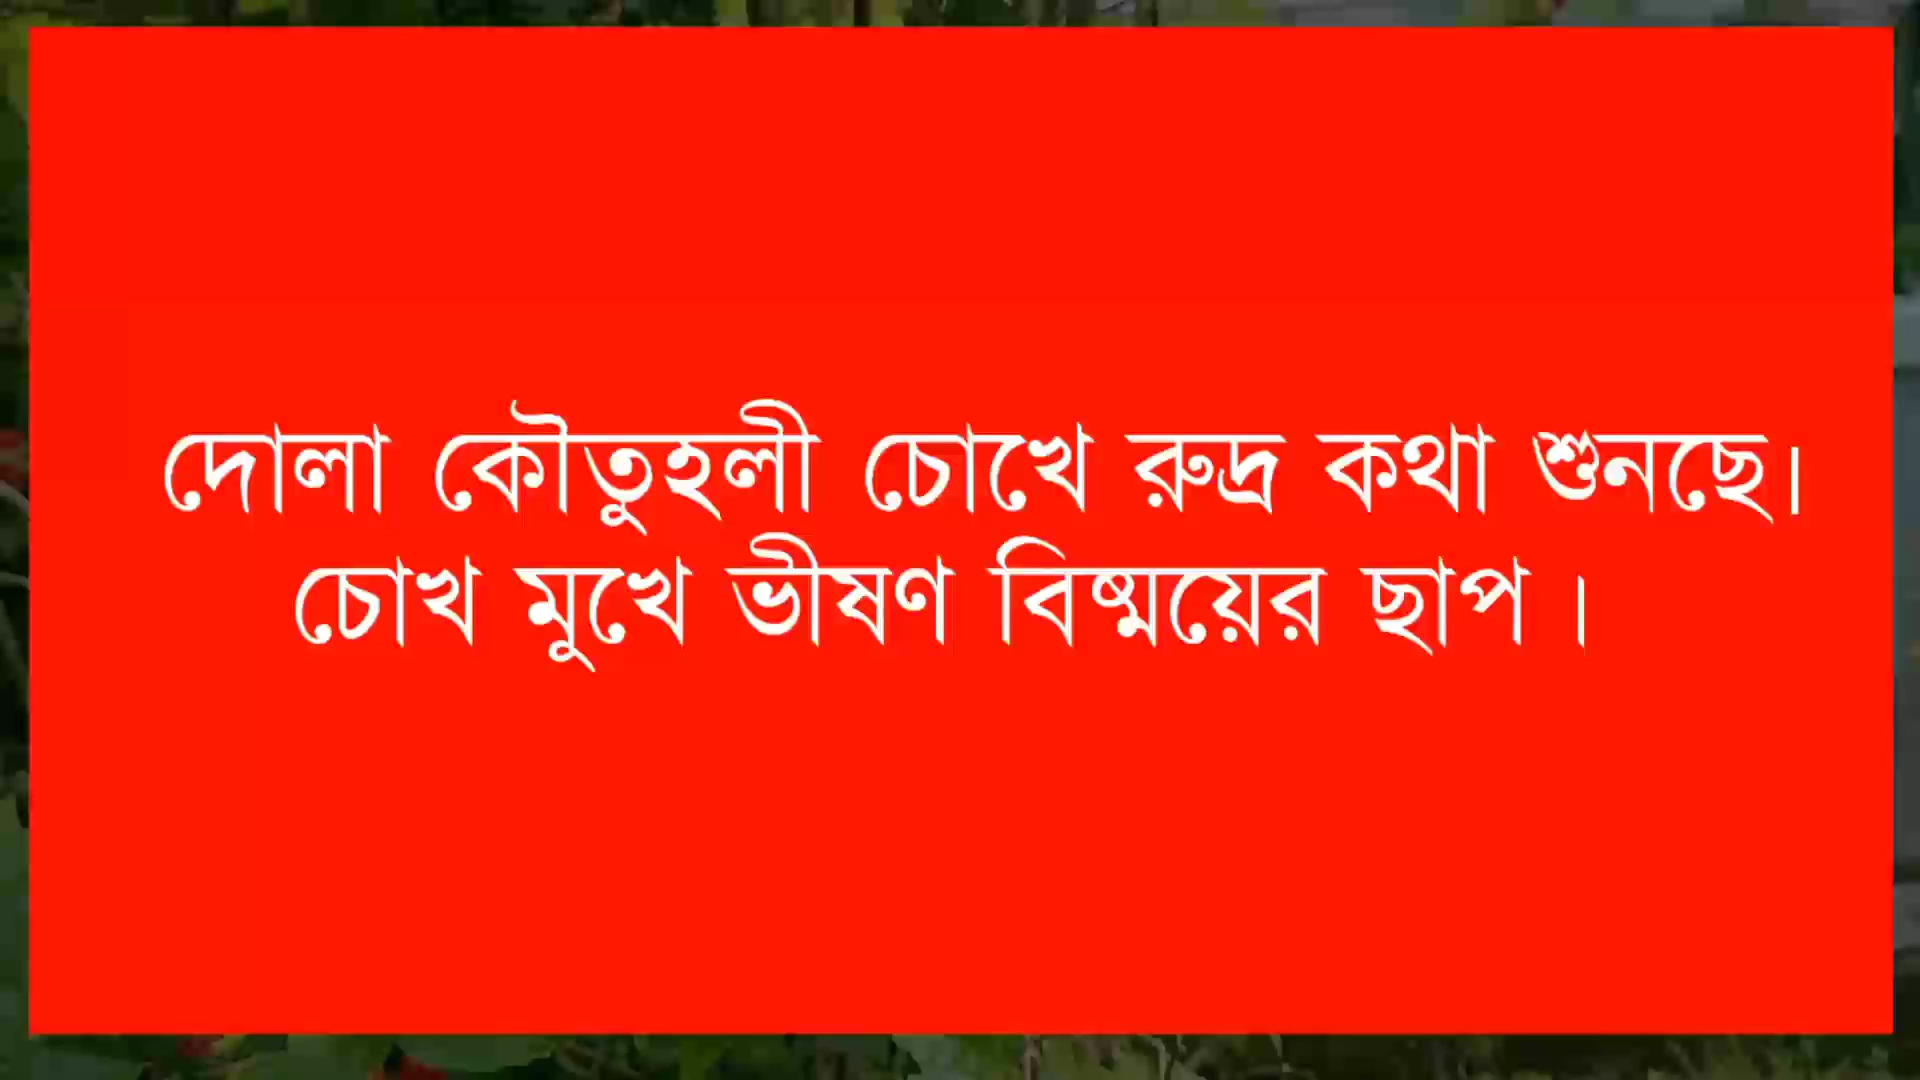 দোলা কৌতুহলী চোখে রুদ্র কথা শুনছে।
চোখ মুখে ভীষণ বিষ্ময়ের ছাপ ।